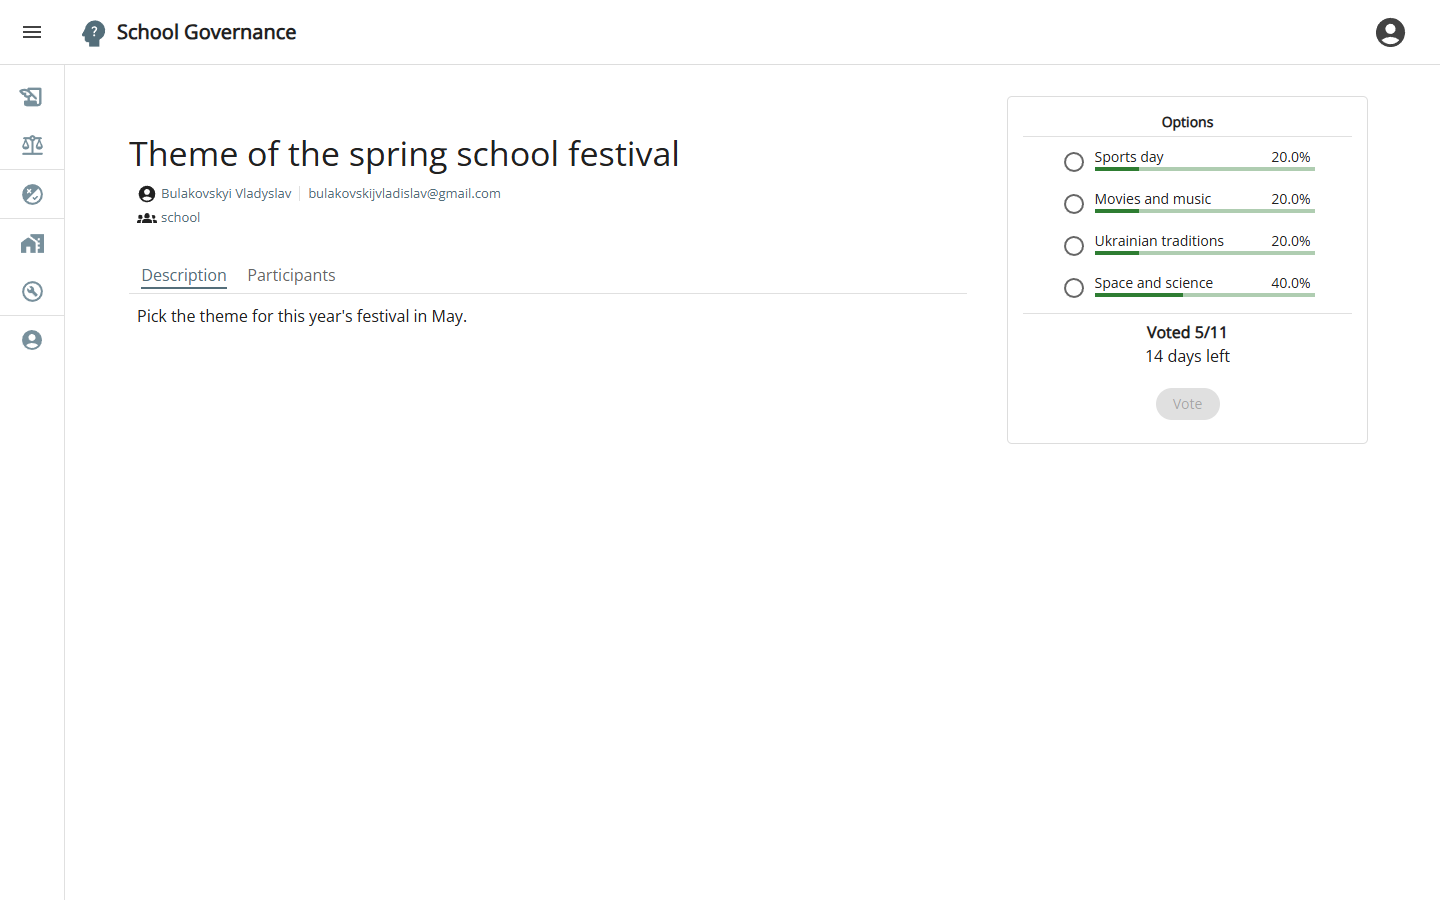 School Governance
Theme of the spring school festival
Bulakovskyi Vladyslav bulakovskijvladislav@gmail.com
school
Description Participants
Pick the theme for this year's festival in May.
Options
Sports day 20.0%
Movies and music 20.0%
Ukrainian traditions 20.0%
Space and science 40.0%
Voted 5/11
14 days left
Vote